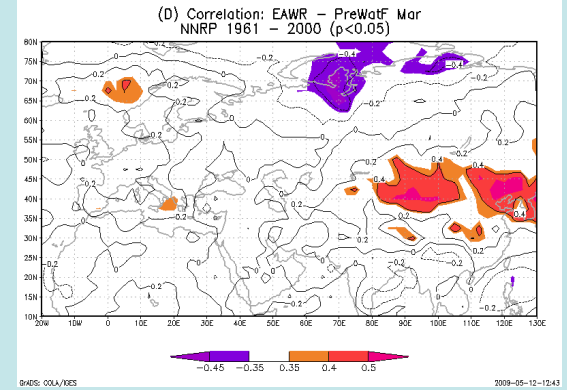 (D) Correlation: EAWR - PreWatF Mar
NNRP 1961 - 2000 (p<0.05)
80N
75N
70N
65N
60N
55N
50N
45N
40N
35N
30N
25N
20N
15N
10N
20W 10W 0 10E 20E 30E 40E 50E 60E 70E 80E 90E 100E 110E 120E 130E
-0.45 -0.35 0.35 0.4 0.5
GrADS: COLA/IGES
2009-05-12-12:43